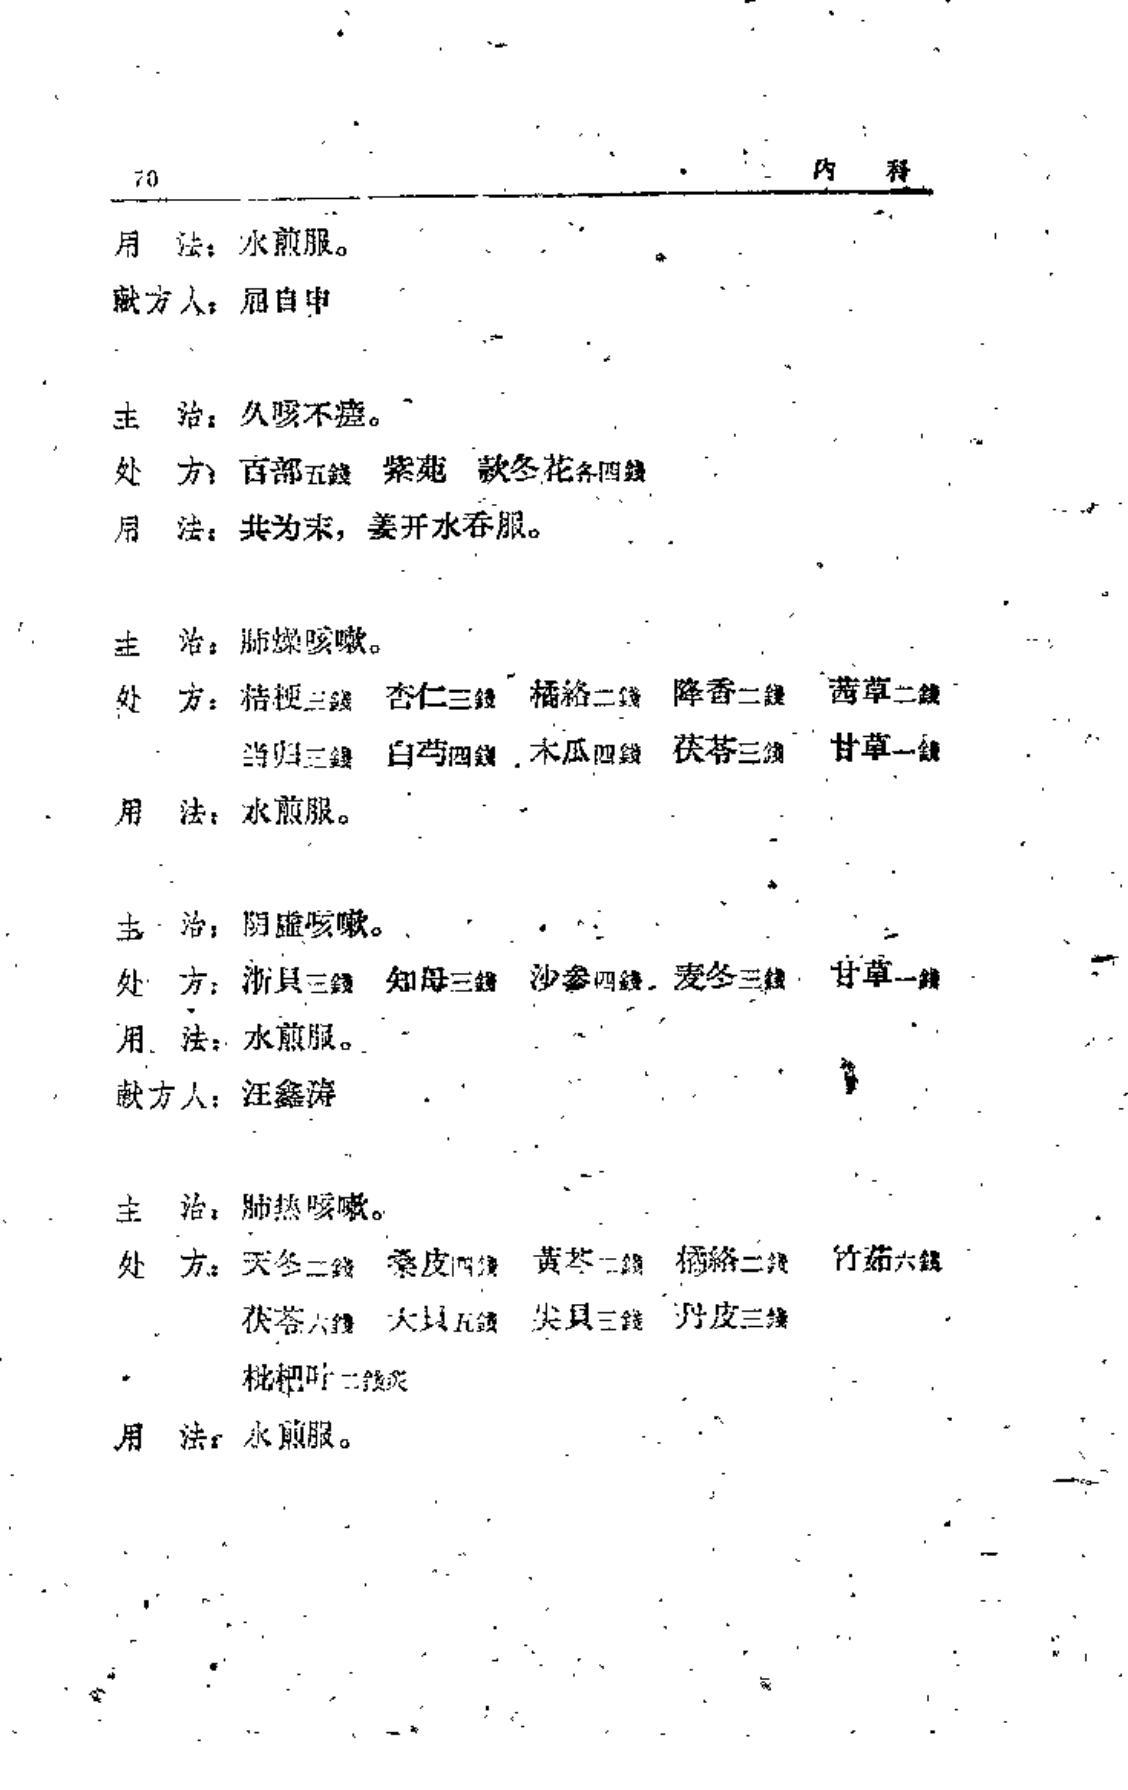 70 内 科
用 法：水煎服。
献方人：屈自申
主 治：久咳不痊。
处 方：百部五錢 紫菀 款冬花各四錢
用 法：共为末，姜开水吞服。
主 治：肺燥咳嗽。
处 方：桔梗三錢 杏仁三錢 橘絡二錢 降香二錢 茜草二錢
当归三錢 白芍四錢 木瓜四錢 茯苓三錢 甘草一錢
用 法：水煎服。
主 治：阴虛咳嗽。
处 方：浙貝三錢 知母三錢 沙参四錢 麦冬三錢 甘草一錢
用 法：水煎服。
献方人：汪鑫涛
主 治：肺热咳嗽。
处 方：天冬二錢 桑皮四錢 黃芩二錢 橘絡二錢 竹茹六錢
茯苓六錢 大貝五錢 尖貝三錢 丹皮三錢
枇杷叶二錢炙
用 法：水煎服。